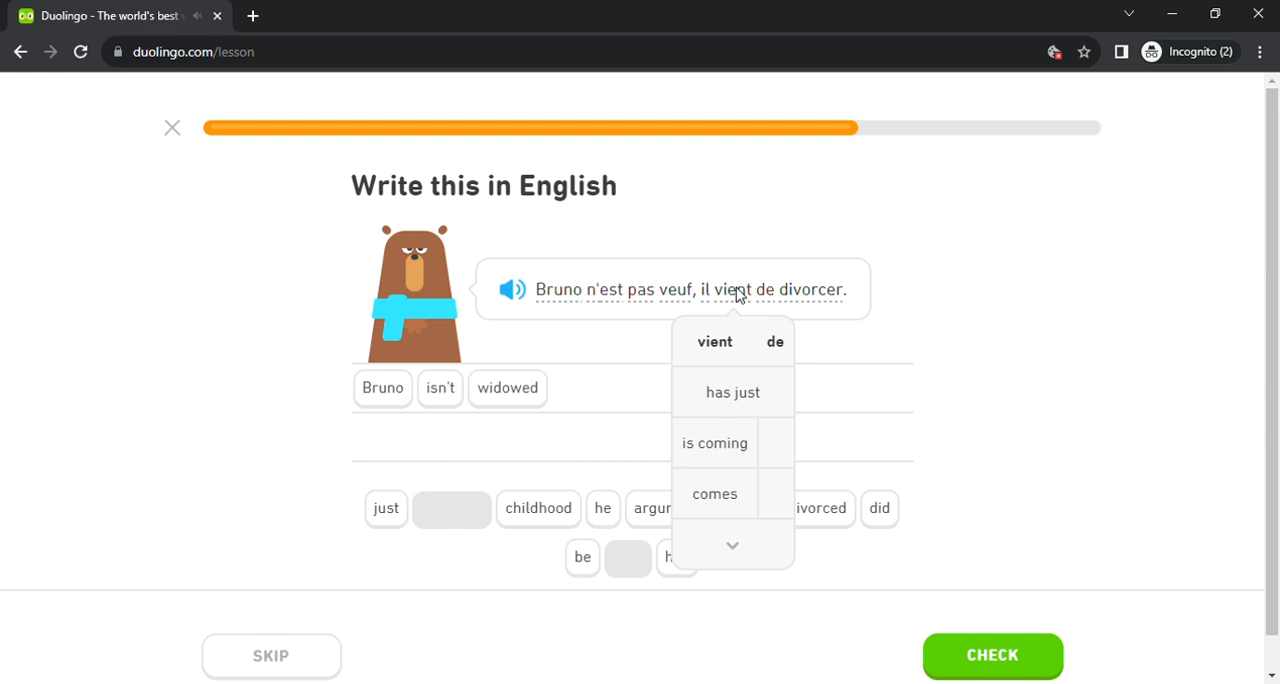 Duolingo - The world's best
duolingo.com/lesson
Incognito (2)
Write this in English
Bruno n'est pas veuf, il vient de divorcer.
vient de
has just
is coming
comes
Bruno isn't widowed
just childhood he did
be
SKIP
CHECK